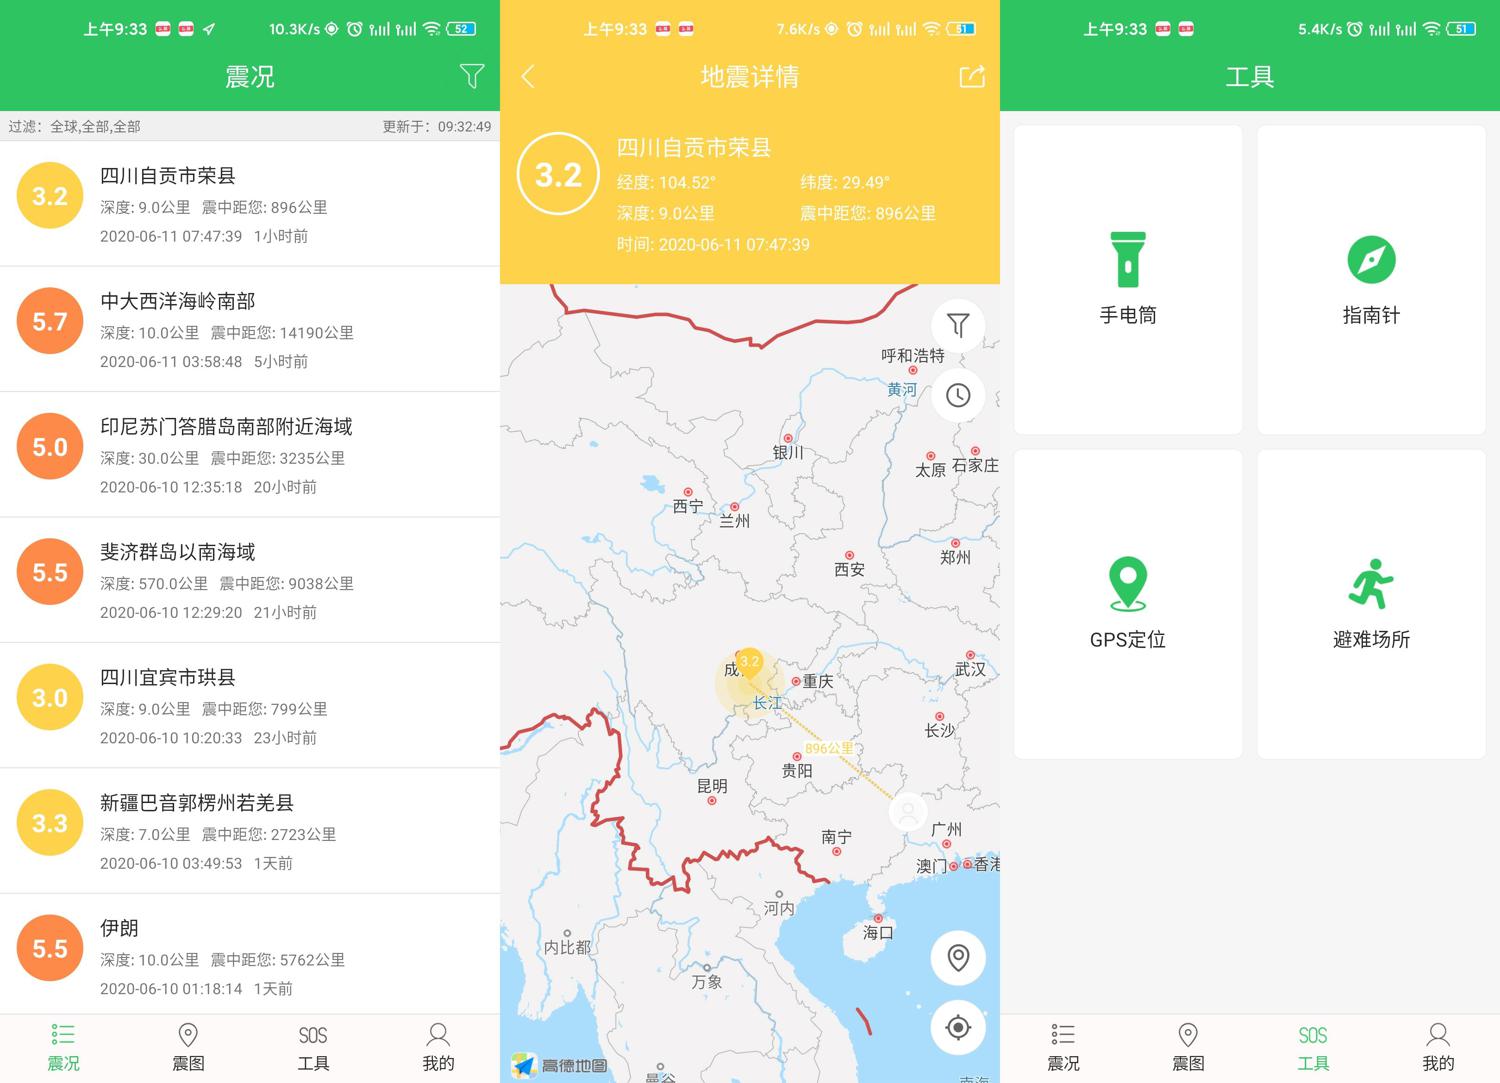 上午9:33
10.3K/s
52
震况
过滤：全球,全部,全部
更新于：09:32:49
3.2
四川自贡市荣县
深度: 9.0公里 震中距您: 896公里
2020-06-11 07:47:39 1小时前
5.7
中大西洋海岭南部
深度: 10.0公里 震中距您: 14190公里
2020-06-11 03:58:48 5小时前
5.0
印尼苏门答腊岛南部附近海域
深度: 30.0公里 震中距您: 3235公里
2020-06-10 12:35:18 20小时前
5.5
斐济群岛以南海域
深度: 570.0公里 震中距您: 9038公里
2020-06-10 12:29:20 21小时前
3.0
四川宜宾市珙县
深度: 9.0公里 震中距您: 799公里
2020-06-10 10:20:33 23小时前
3.3
新疆巴音郭楞州若羌县
深度: 7.0公里 震中距您: 2723公里
2020-06-10 03:49:53 1天前
5.5
伊朗
深度: 10.0公里 震中距您: 5762公里
2020-06-10 01:18:14 1天前
震况
震图
SOS
工具
我的
上午9:33
7.6K/s
51
地震详情
3.2
四川自贡市荣县
经度: 104.52° 纬度: 29.49°
深度: 9.0公里 震中距您: 896公里
时间: 2020-06-11 07:47:39
呼和浩特
黄河
银川
太原
石家庄
西宁
兰州
郑州
西安
3.2
成
武汉
重庆
长江
长沙
896公里
贵阳
昆明
广州
南宁
澳门
香港
河内
海口
内比都
万象
高德地图
曼谷
南海
上午9:33
5.4K/s
51
工具
手电筒
指南针
GPS定位
避难场所
震况
震图
SOS
工具
我的